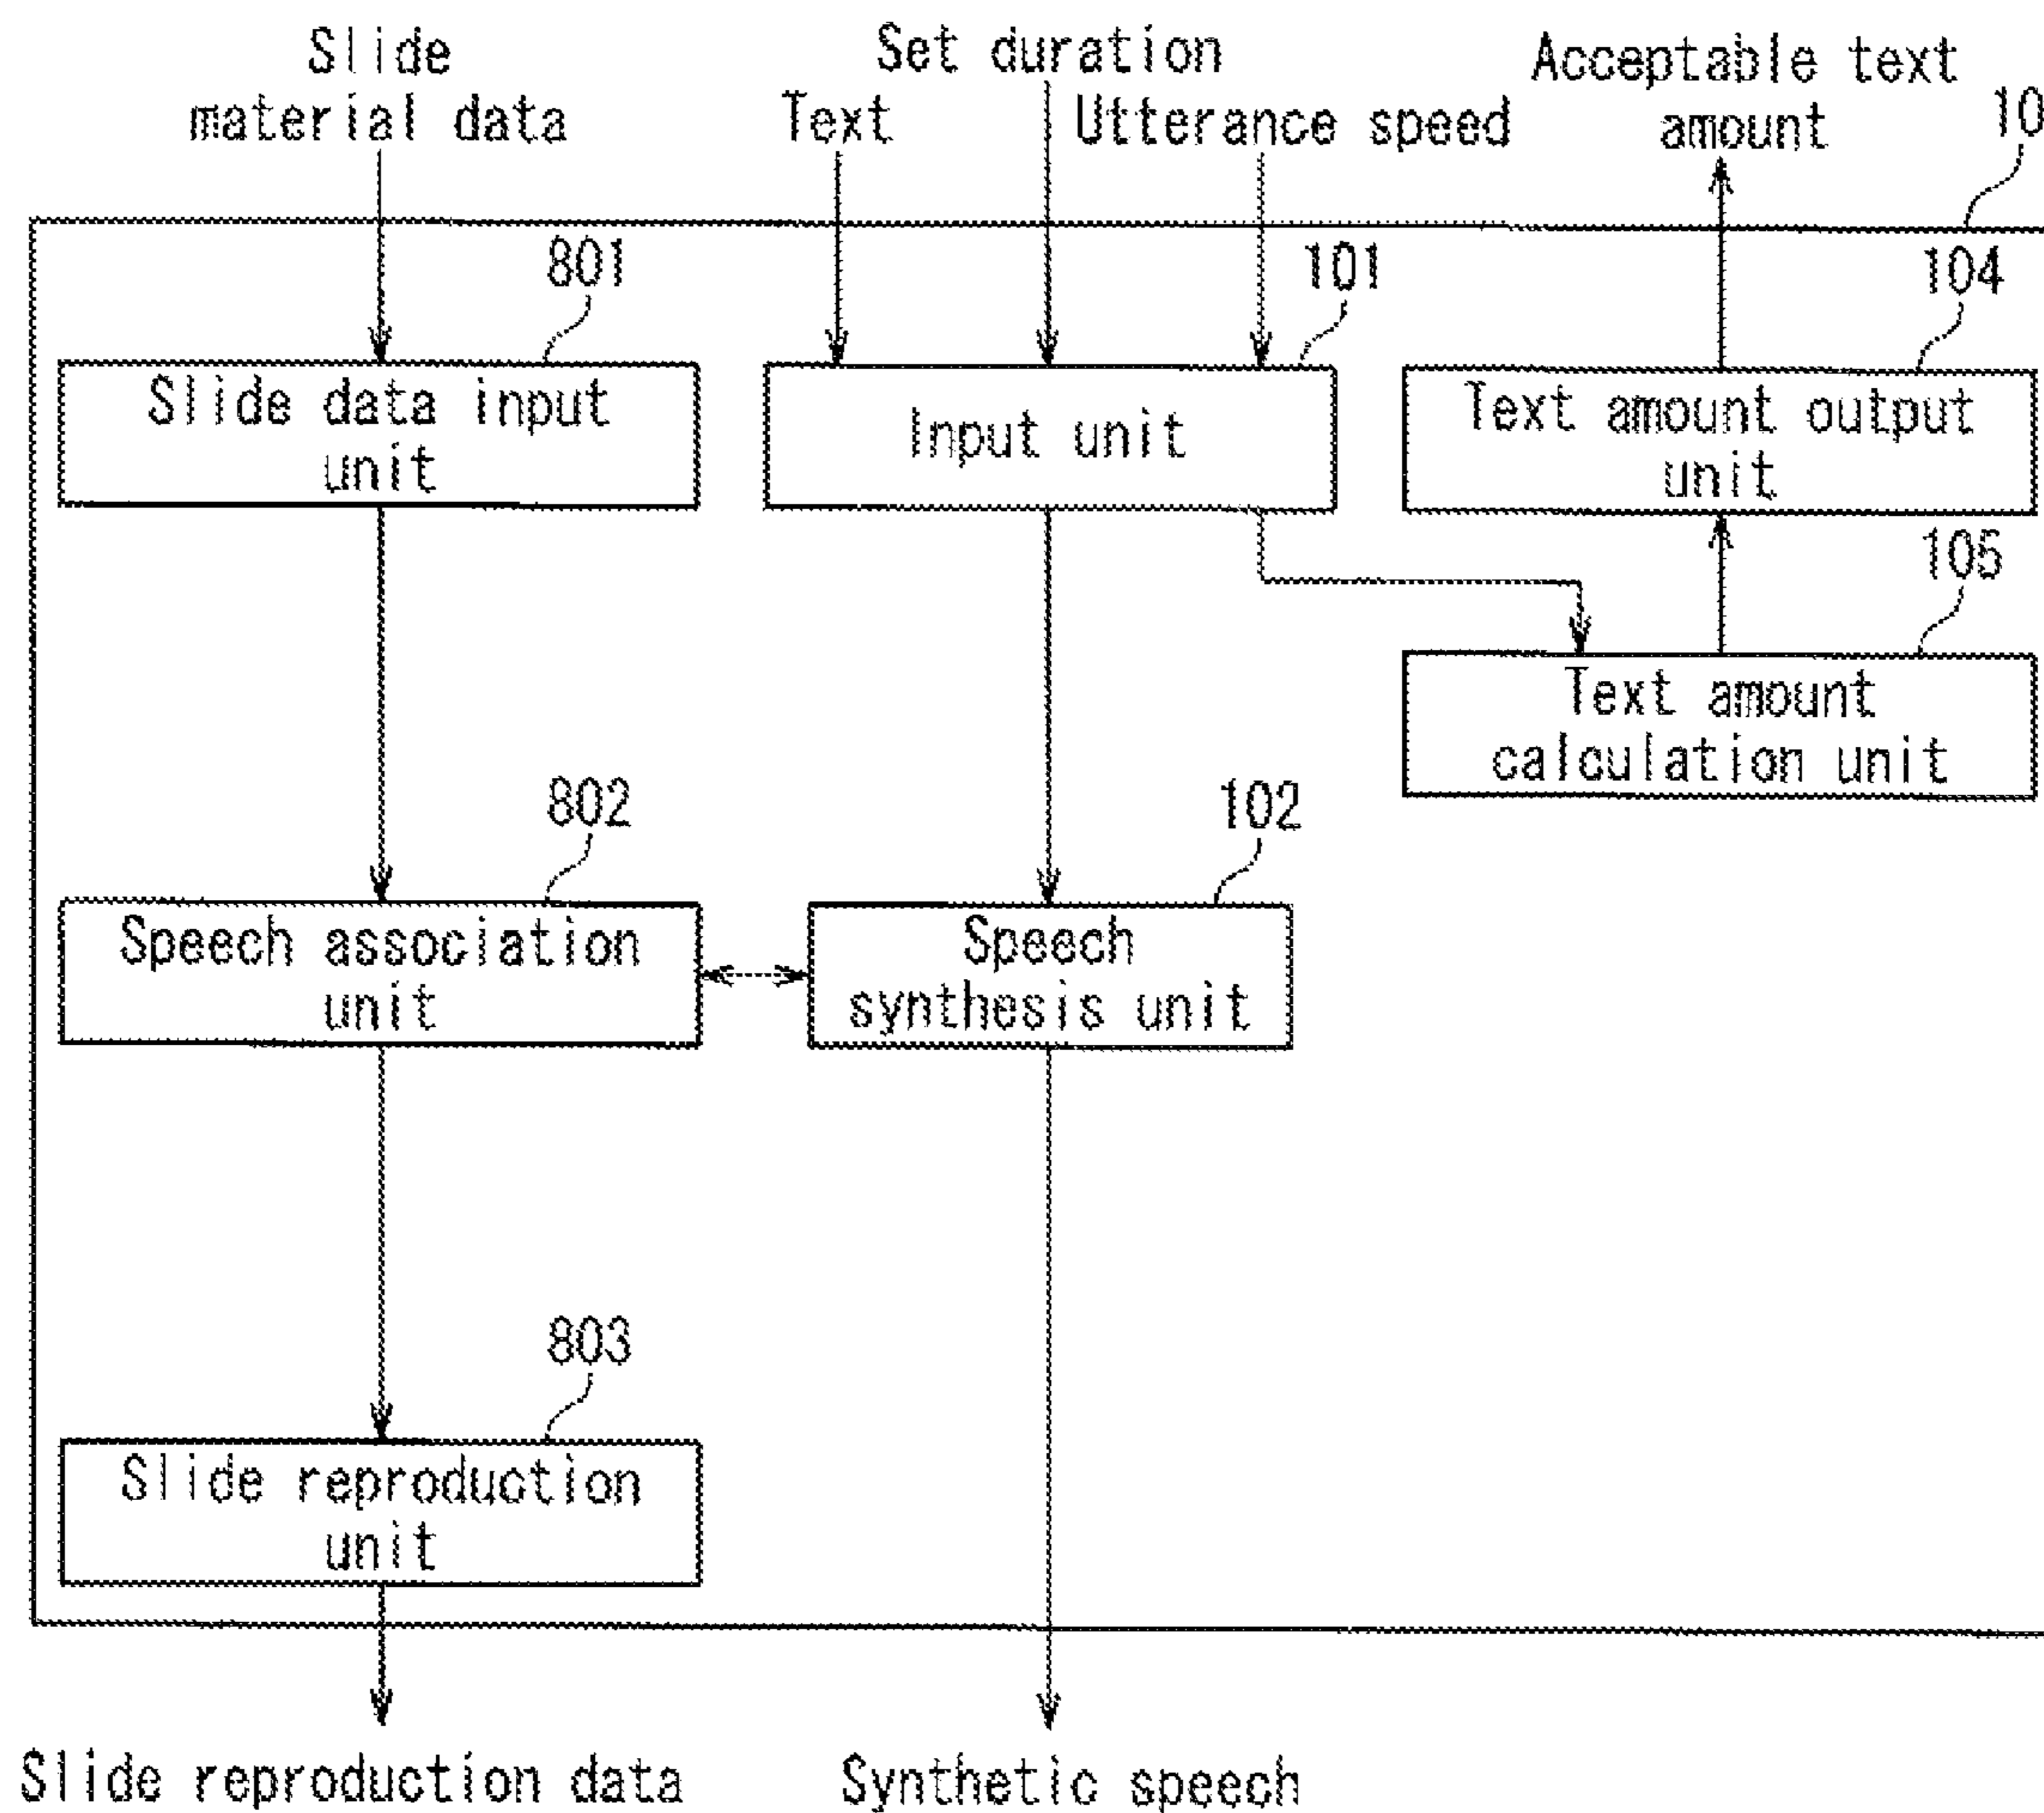 Slide
material data
Text
Set duration
Utterance speed
Acceptable text
amount
10
801
Slide data input
unit
101
Input unit
104
Text amount output
unit
105
Text amount
calculation unit
802
Speech association
unit
102
Speech
synthesis unit
803
Slide reproduction
unit
Slide reproduction data
Synthetic speech